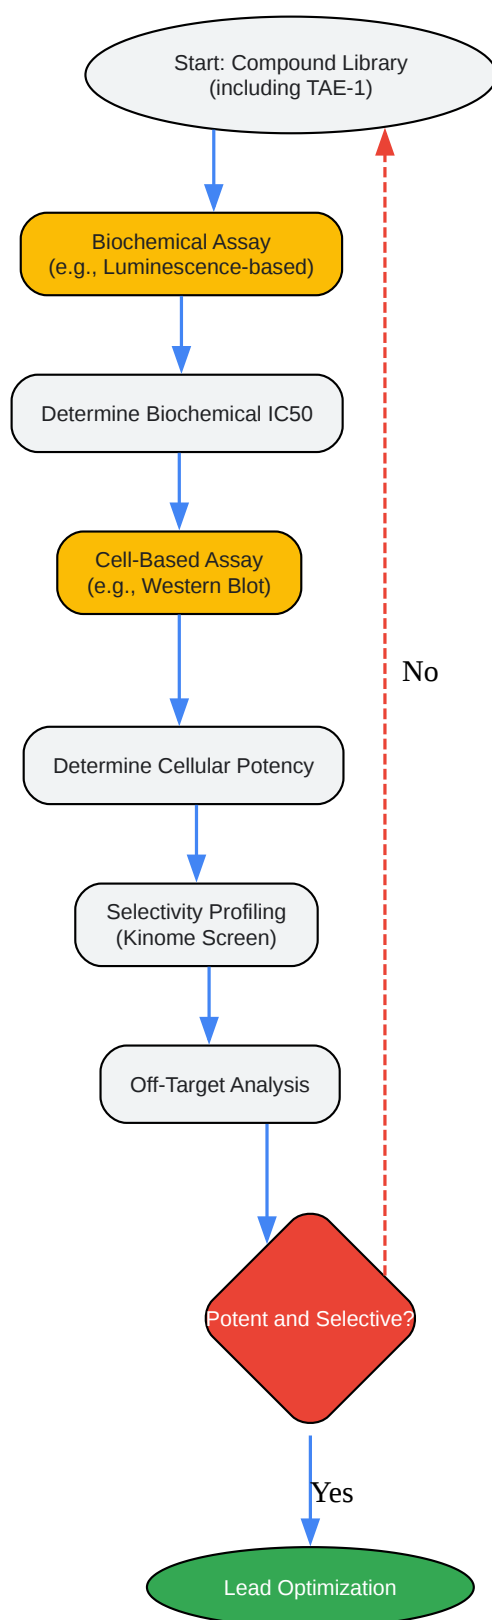 Start: Compound Library
(including TAE-1)
Biochemical Assay
(e.g., Luminescence-based)
Determine Biochemical IC50
Cell-Based Assay
(e.g., Western Blot)
No
Determine Cellular Potency
Selectivity Profiling
(Kinome Screen)
Off-Target Analysis
Potent and Selective?
Yes
Lead Optimization